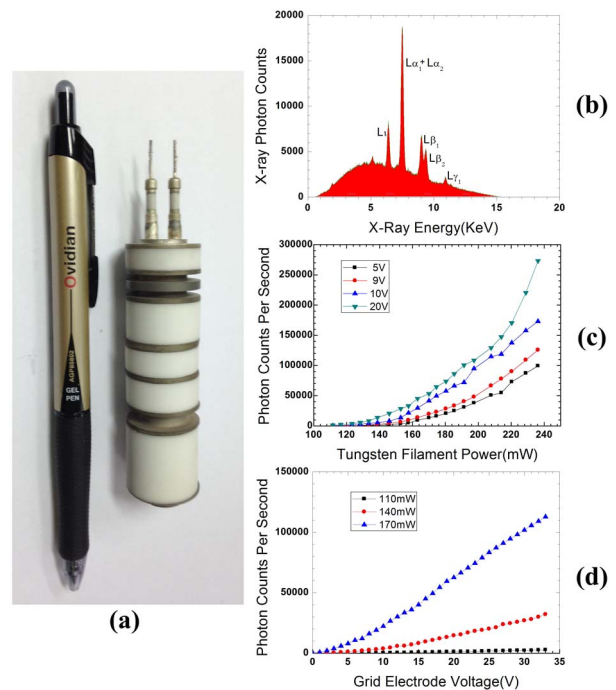 Ovidian
AGP85802
GEL
PEN
(a)
20000
15000
10000
5000
0
0
5
10
15
20
X-ray Photon Counts
X-Ray Energy(KeV)
Lι
Lα₁+ Lα₂
Lβ₁
Lβ₂
Lγ₁
(b)
300000
250000
200000
150000
100000
50000
0
100 120 140 160 180 200 220 240
Photon Counts Per Second
Tungsten Filament Power(mW)
5V
9V
10V
20V
(c)
150000
100000
50000
0
0 5 10 15 20 25 30 35
Photon Counts Per Second
Grid Electrode Voltage(V)
110mW
140mW
170mW
(d)